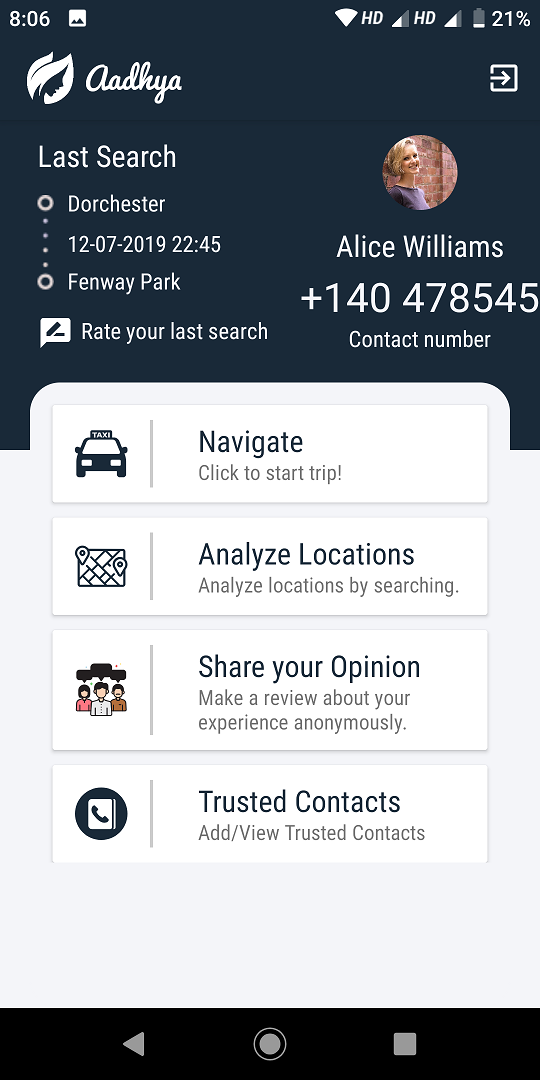 8:06 HD HD 21%
Aadhya
Last Search
Dorchester
12-07-2019 22:45
Fenway Park
Rate your last search
Alice Williams
+140 478545
Contact number
TAXI
Navigate
Click to start trip!
Analyze Locations
Analyze locations by searching.
Share your Opinion
Make a review about your
experience anonymously.
Trusted Contacts
Add/View Trusted Contacts